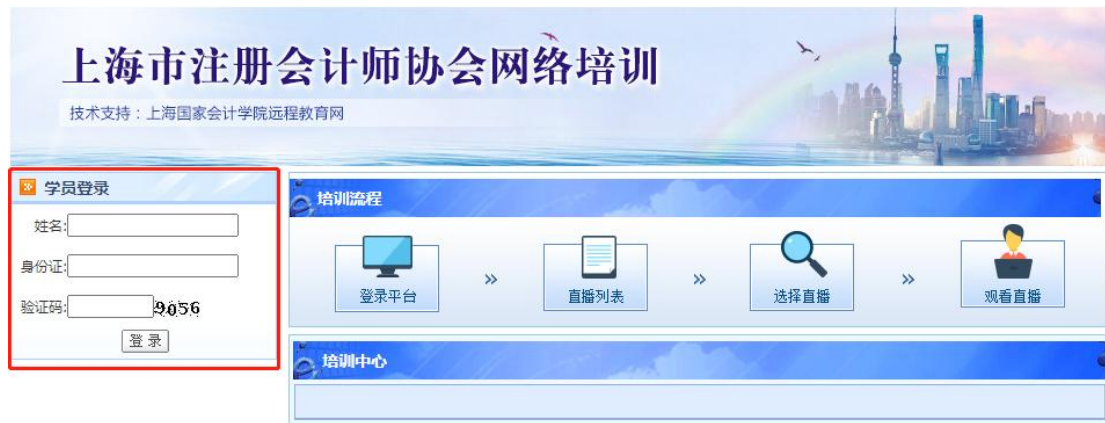 上海市注册会计师协会网络培训
技术支持：上海国家会计学院远程教育网
学员登录
姓名:
身份证:
验证码: 9056
登 录
培训流程
登录平台 » 直播列表 » 选择直播 » 观看直播
培训中心